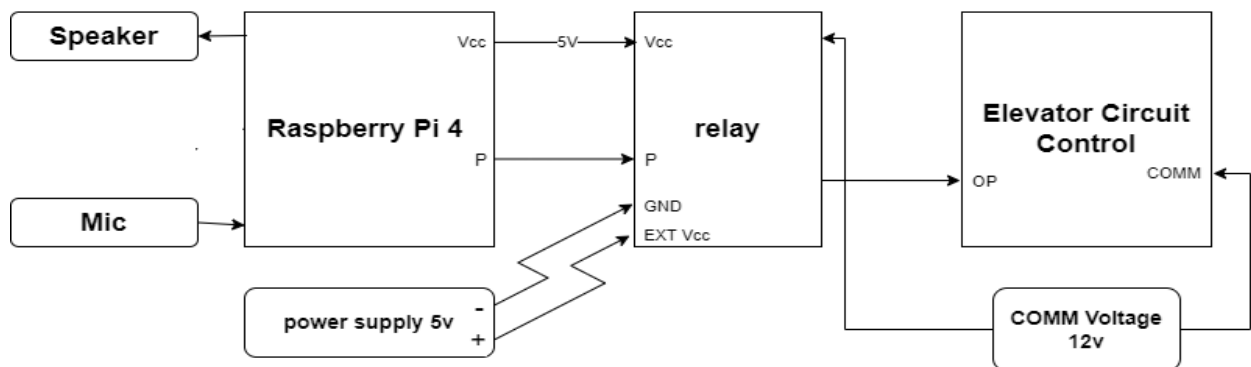 Speaker
Mic
Raspberry Pi 4
Vcc
P
5V
power supply 5v
-
+
relay
Vcc
P
GND
EXT Vcc
Elevator Circuit
Control
OP
COMM
COMM Voltage
12v